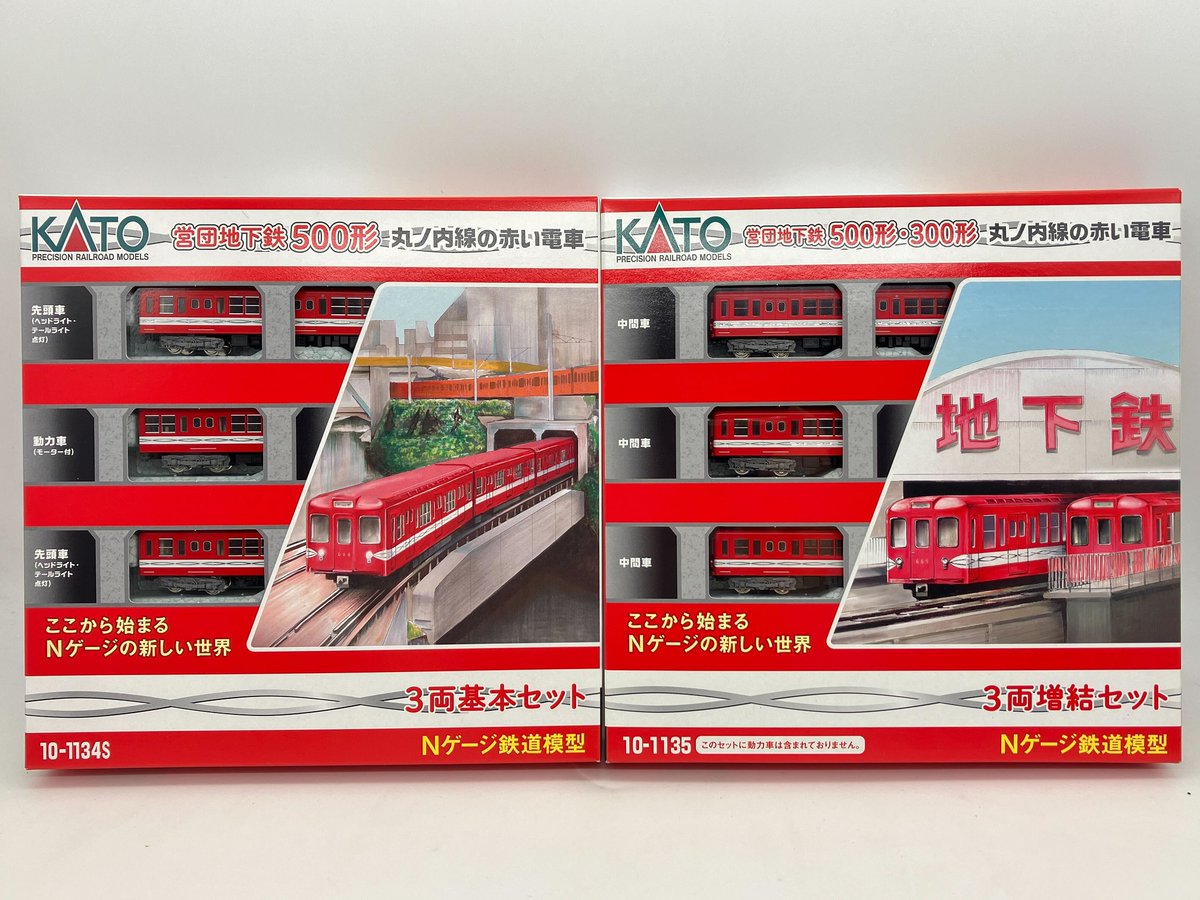 KATO
PRECISION RAILROAD MODELS
営団地下鉄500形 丸ノ内線の赤い電車
先頭車
(ヘッドライト・
テールライト
点灯)
動力車
(モーター付)
先頭車
(ヘッドライト・
テールライト
点灯)
ここから始まる
Nゲージの新しい世界
3両基本セット
10-1134S
Nゲージ鉄道模型
KATO
PRECISION RAILROAD MODELS
営団地下鉄500形・300形 丸ノ内線の赤い電車
中間車
中間車
中間車
地下鉄
ここから始まる
Nゲージの新しい世界
3両増結セット
10-1135
このセットに動力車は含まれておりません。
Nゲージ鉄道模型